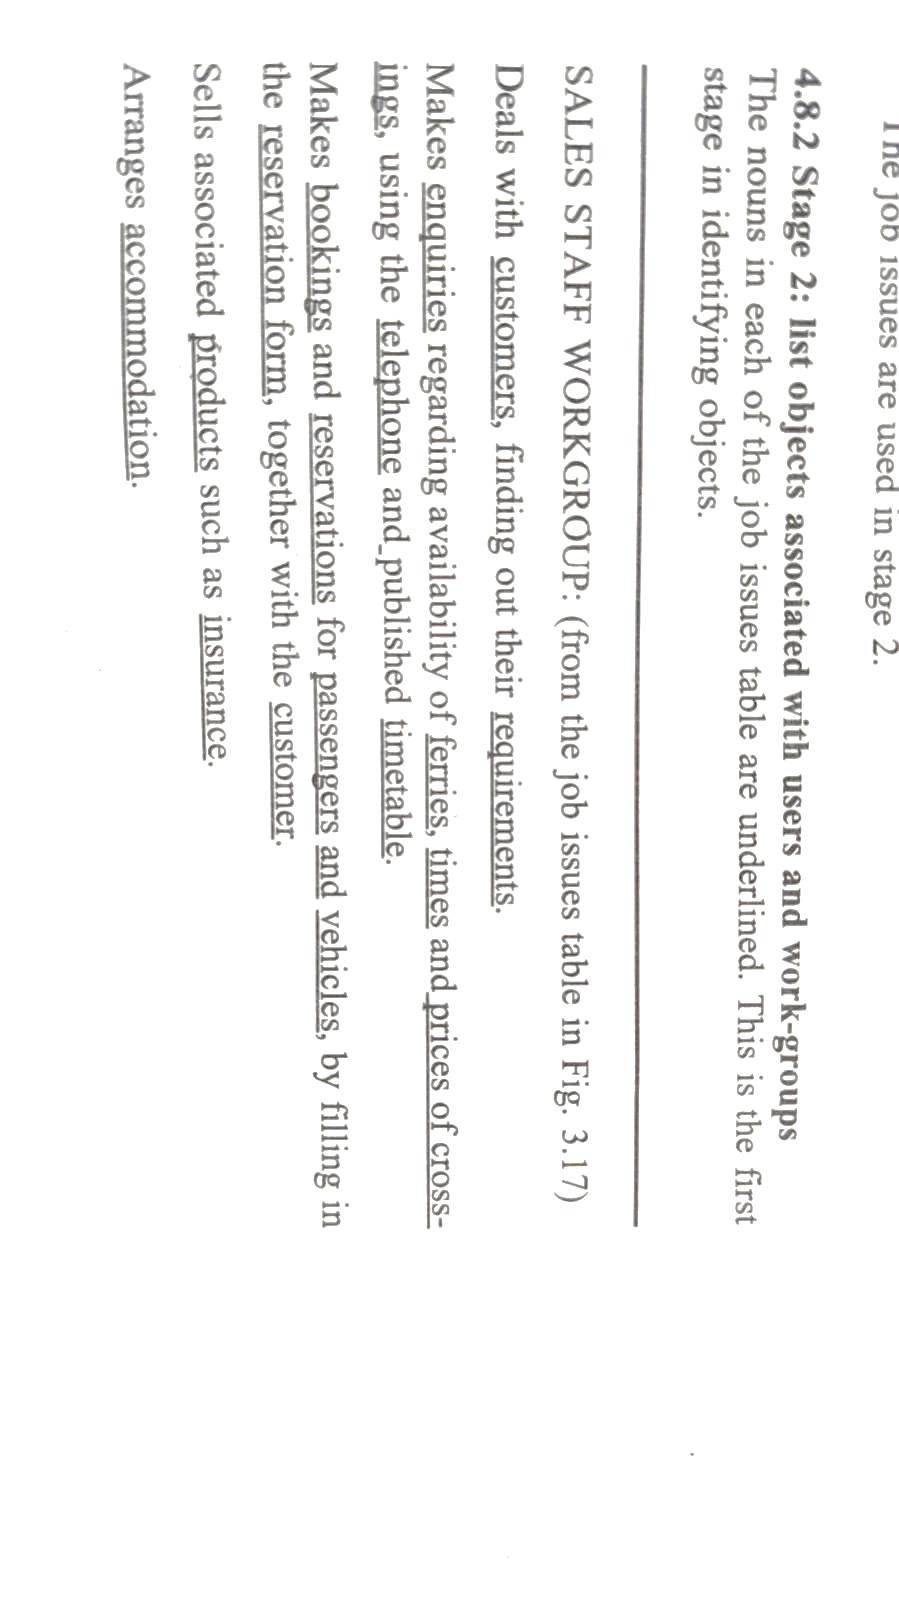 The job issues are used in stage 2.
4.8.2 Stage 2: list objects associated with users and work-groups
The nouns in each of the job issues table are underlined. This is the first
stage in identifying objects.
SALES STAFF WORKGROUP: (from the job issues table in Fig. 3.17)
Deals with customers, finding out their requirements.
Makes enquiries regarding availability of ferries, times and prices of cross-
ings, using the telephone and published timetable.
Makes bookings and reservations for passengers and vehicles, by filling in
the reservation form, together with the customer.
Sells associated products such as insurance.
Arranges accommodation.